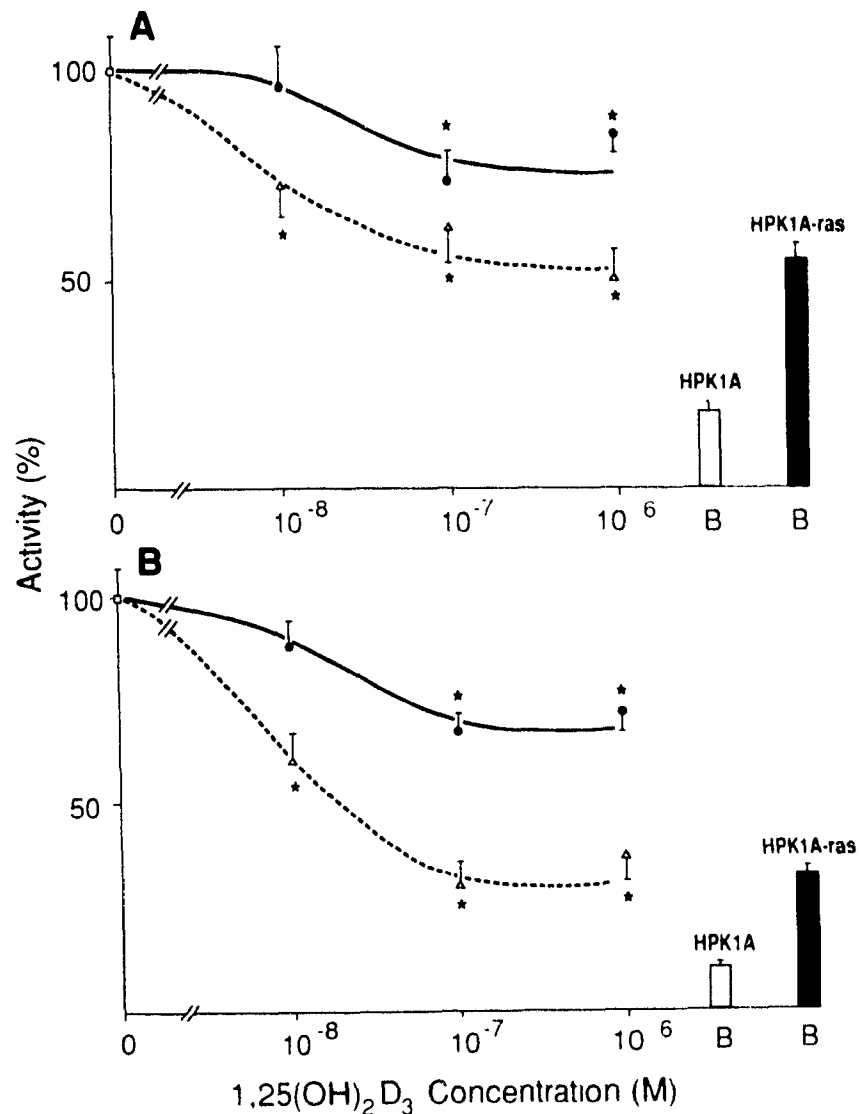 A
100
50
HPK1A
HPK1A-ras
0
10⁻⁸
10⁻⁷
10 ⁶
B
B
Activity (%)
B
100
50
HPK1A
HPK1A-ras
0
10⁻⁸
10⁻⁷
10 ⁶
B
B
1,25(OH)₂D₃ Concentration (M)